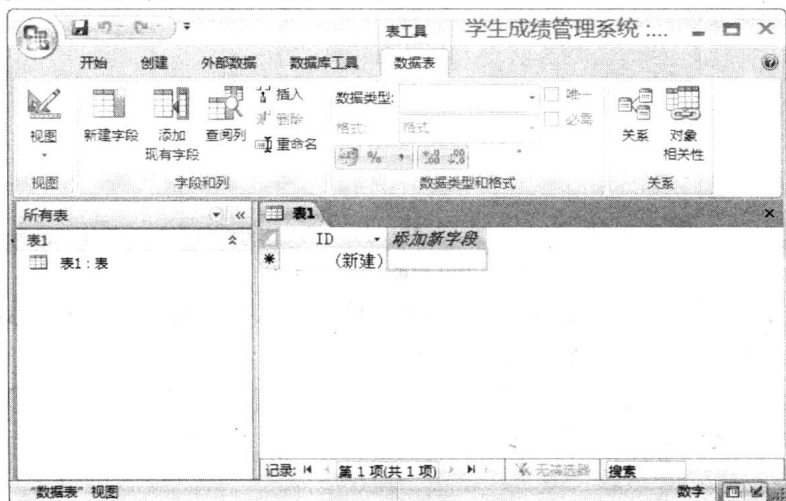 表工具 学生成绩管理系统 :...
开始 创建 外部数据 数据库工具 数据表
视图 新建字段 添加现有字段 查阅列 插入 删除 重命名
数据类型: 唯一
格式: 格式 必需
% ,
关系 对象相关性
视图 字段和列 数据类型和格式 关系
所有表 « 表1 ×
表1
表1 : 表
ID 添加新字段
* (新建)
记录: 第 1 项(共 1 项) 无筛选器 搜索
“数据表” 视图 数字